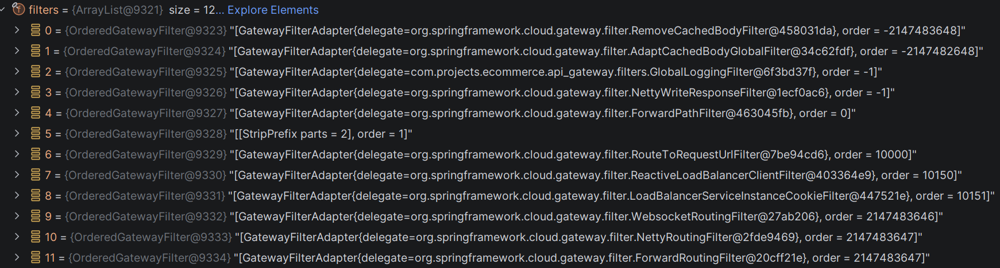 filters = {ArrayList@9321} size = 12... Explore Elements
0 = {OrderedGatewayFilter@9323} "[GatewayFilterAdapter{delegate=org.springframework.cloud.gateway.filter.RemoveCachedBodyFilter@458031da}, order = -2147483648]"
1 = {OrderedGatewayFilter@9324} "[GatewayFilterAdapter{delegate=org.springframework.cloud.gateway.filter.AdaptCachedBodyGlobalFilter@34c62fdf}, order = -2147482648]"
2 = {OrderedGatewayFilter@9325} "[GatewayFilterAdapter{delegate=com.projects.ecommerce.api_gateway.filters.GlobalLoggingFilter@6f3bd37f}, order = -1]"
3 = {OrderedGatewayFilter@9326} "[GatewayFilterAdapter{delegate=org.springframework.cloud.gateway.filter.NettyWriteResponseFilter@1ecf0ac6}, order = -1]"
4 = {OrderedGatewayFilter@9327} "[GatewayFilterAdapter{delegate=org.springframework.cloud.gateway.filter.ForwardPathFilter@463045fb}, order = 0]"
5 = {OrderedGatewayFilter@9328} "[[StripPrefix parts = 2], order = 1]"
6 = {OrderedGatewayFilter@9329} "[GatewayFilterAdapter{delegate=org.springframework.cloud.gateway.filter.RouteToRequestUrlFilter@7be94cd6}, order = 10000]"
7 = {OrderedGatewayFilter@9330} "[GatewayFilterAdapter{delegate=org.springframework.cloud.gateway.filter.ReactiveLoadBalancerClientFilter@403364e9}, order = 10150]"
8 = {OrderedGatewayFilter@9331} "[GatewayFilterAdapter{delegate=org.springframework.cloud.gateway.filter.LoadBalancerServiceInstanceCookieFilter@447521e}, order = 10151]"
9 = {OrderedGatewayFilter@9332} "[GatewayFilterAdapter{delegate=org.springframework.cloud.gateway.filter.WebsocketRoutingFilter@27ab206}, order = 2147483646]"
10 = {OrderedGatewayFilter@9333} "[GatewayFilterAdapter{delegate=org.springframework.cloud.gateway.filter.NettyRoutingFilter@2fde9469}, order = 2147483647]"
11 = {OrderedGatewayFilter@9334} "[GatewayFilterAdapter{delegate=org.springframework.cloud.gateway.filter.ForwardRoutingFilter@20cff21e}, order = 2147483647]"